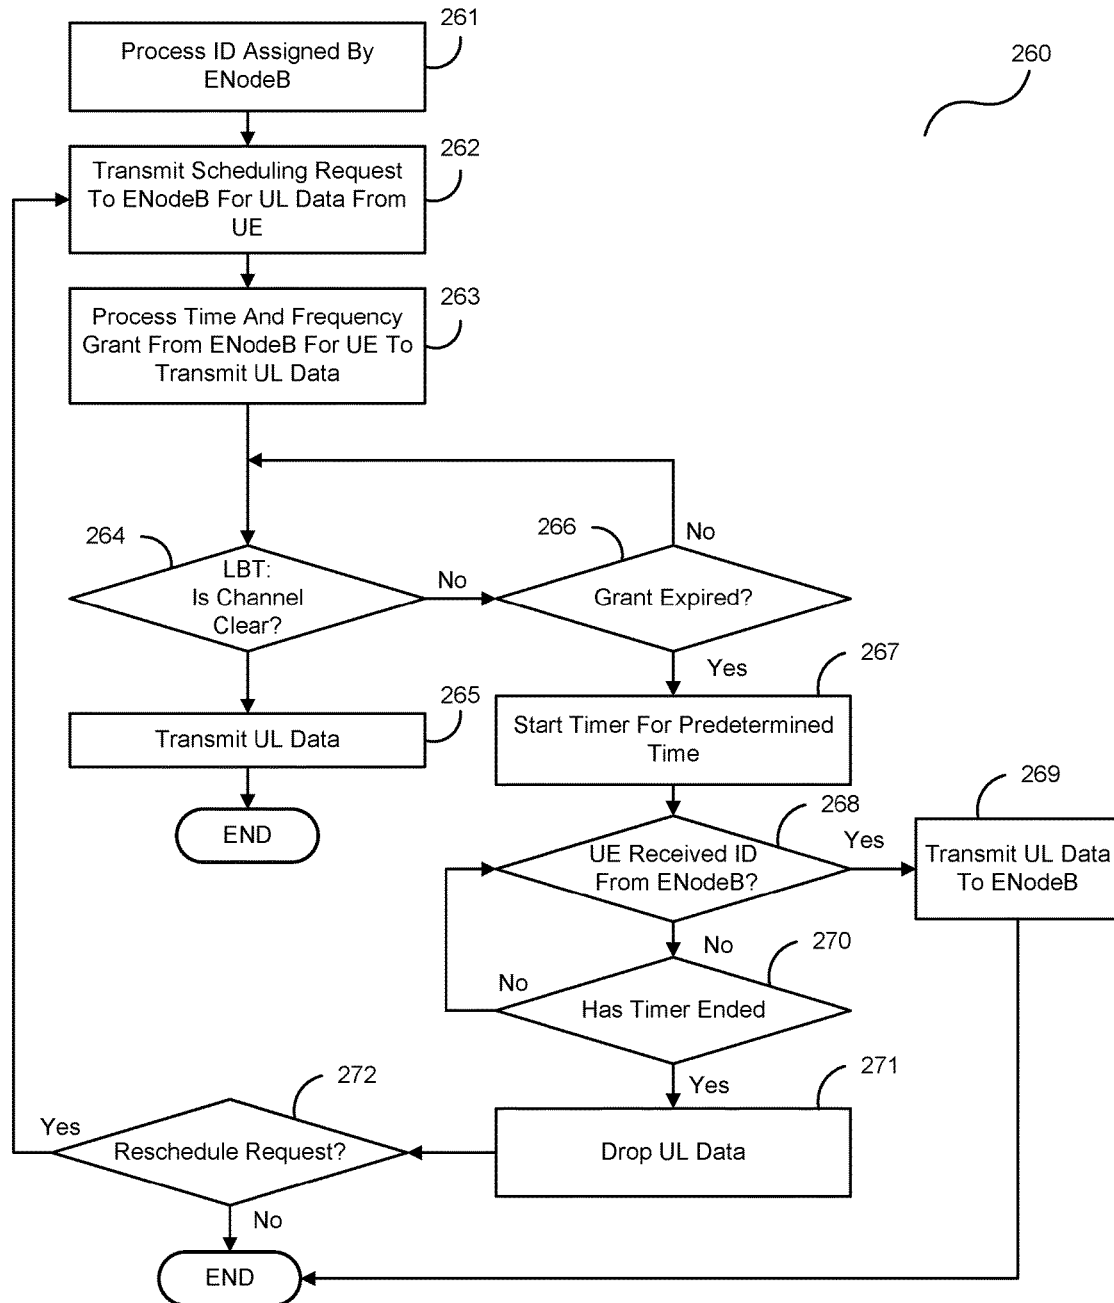 261
Process ID Assigned By
ENodeB
260
262
Transmit Scheduling Request
To ENodeB For UL Data From
UE
263
Process Time And Frequency
Grant From ENodeB For UE To
Transmit UL Data
264
LBT:
Is Channel
Clear?
No
266
No
Grant Expired?
Yes
267
265
Transmit UL Data
Start Timer For Predetermined
Time
END
268
269
UE Received ID
From ENodeB?
Yes
Transmit UL Data
To ENodeB
No
270
No
Has Timer Ended
Yes
271
272
Yes
Reschedule Request?
Drop UL Data
No
END